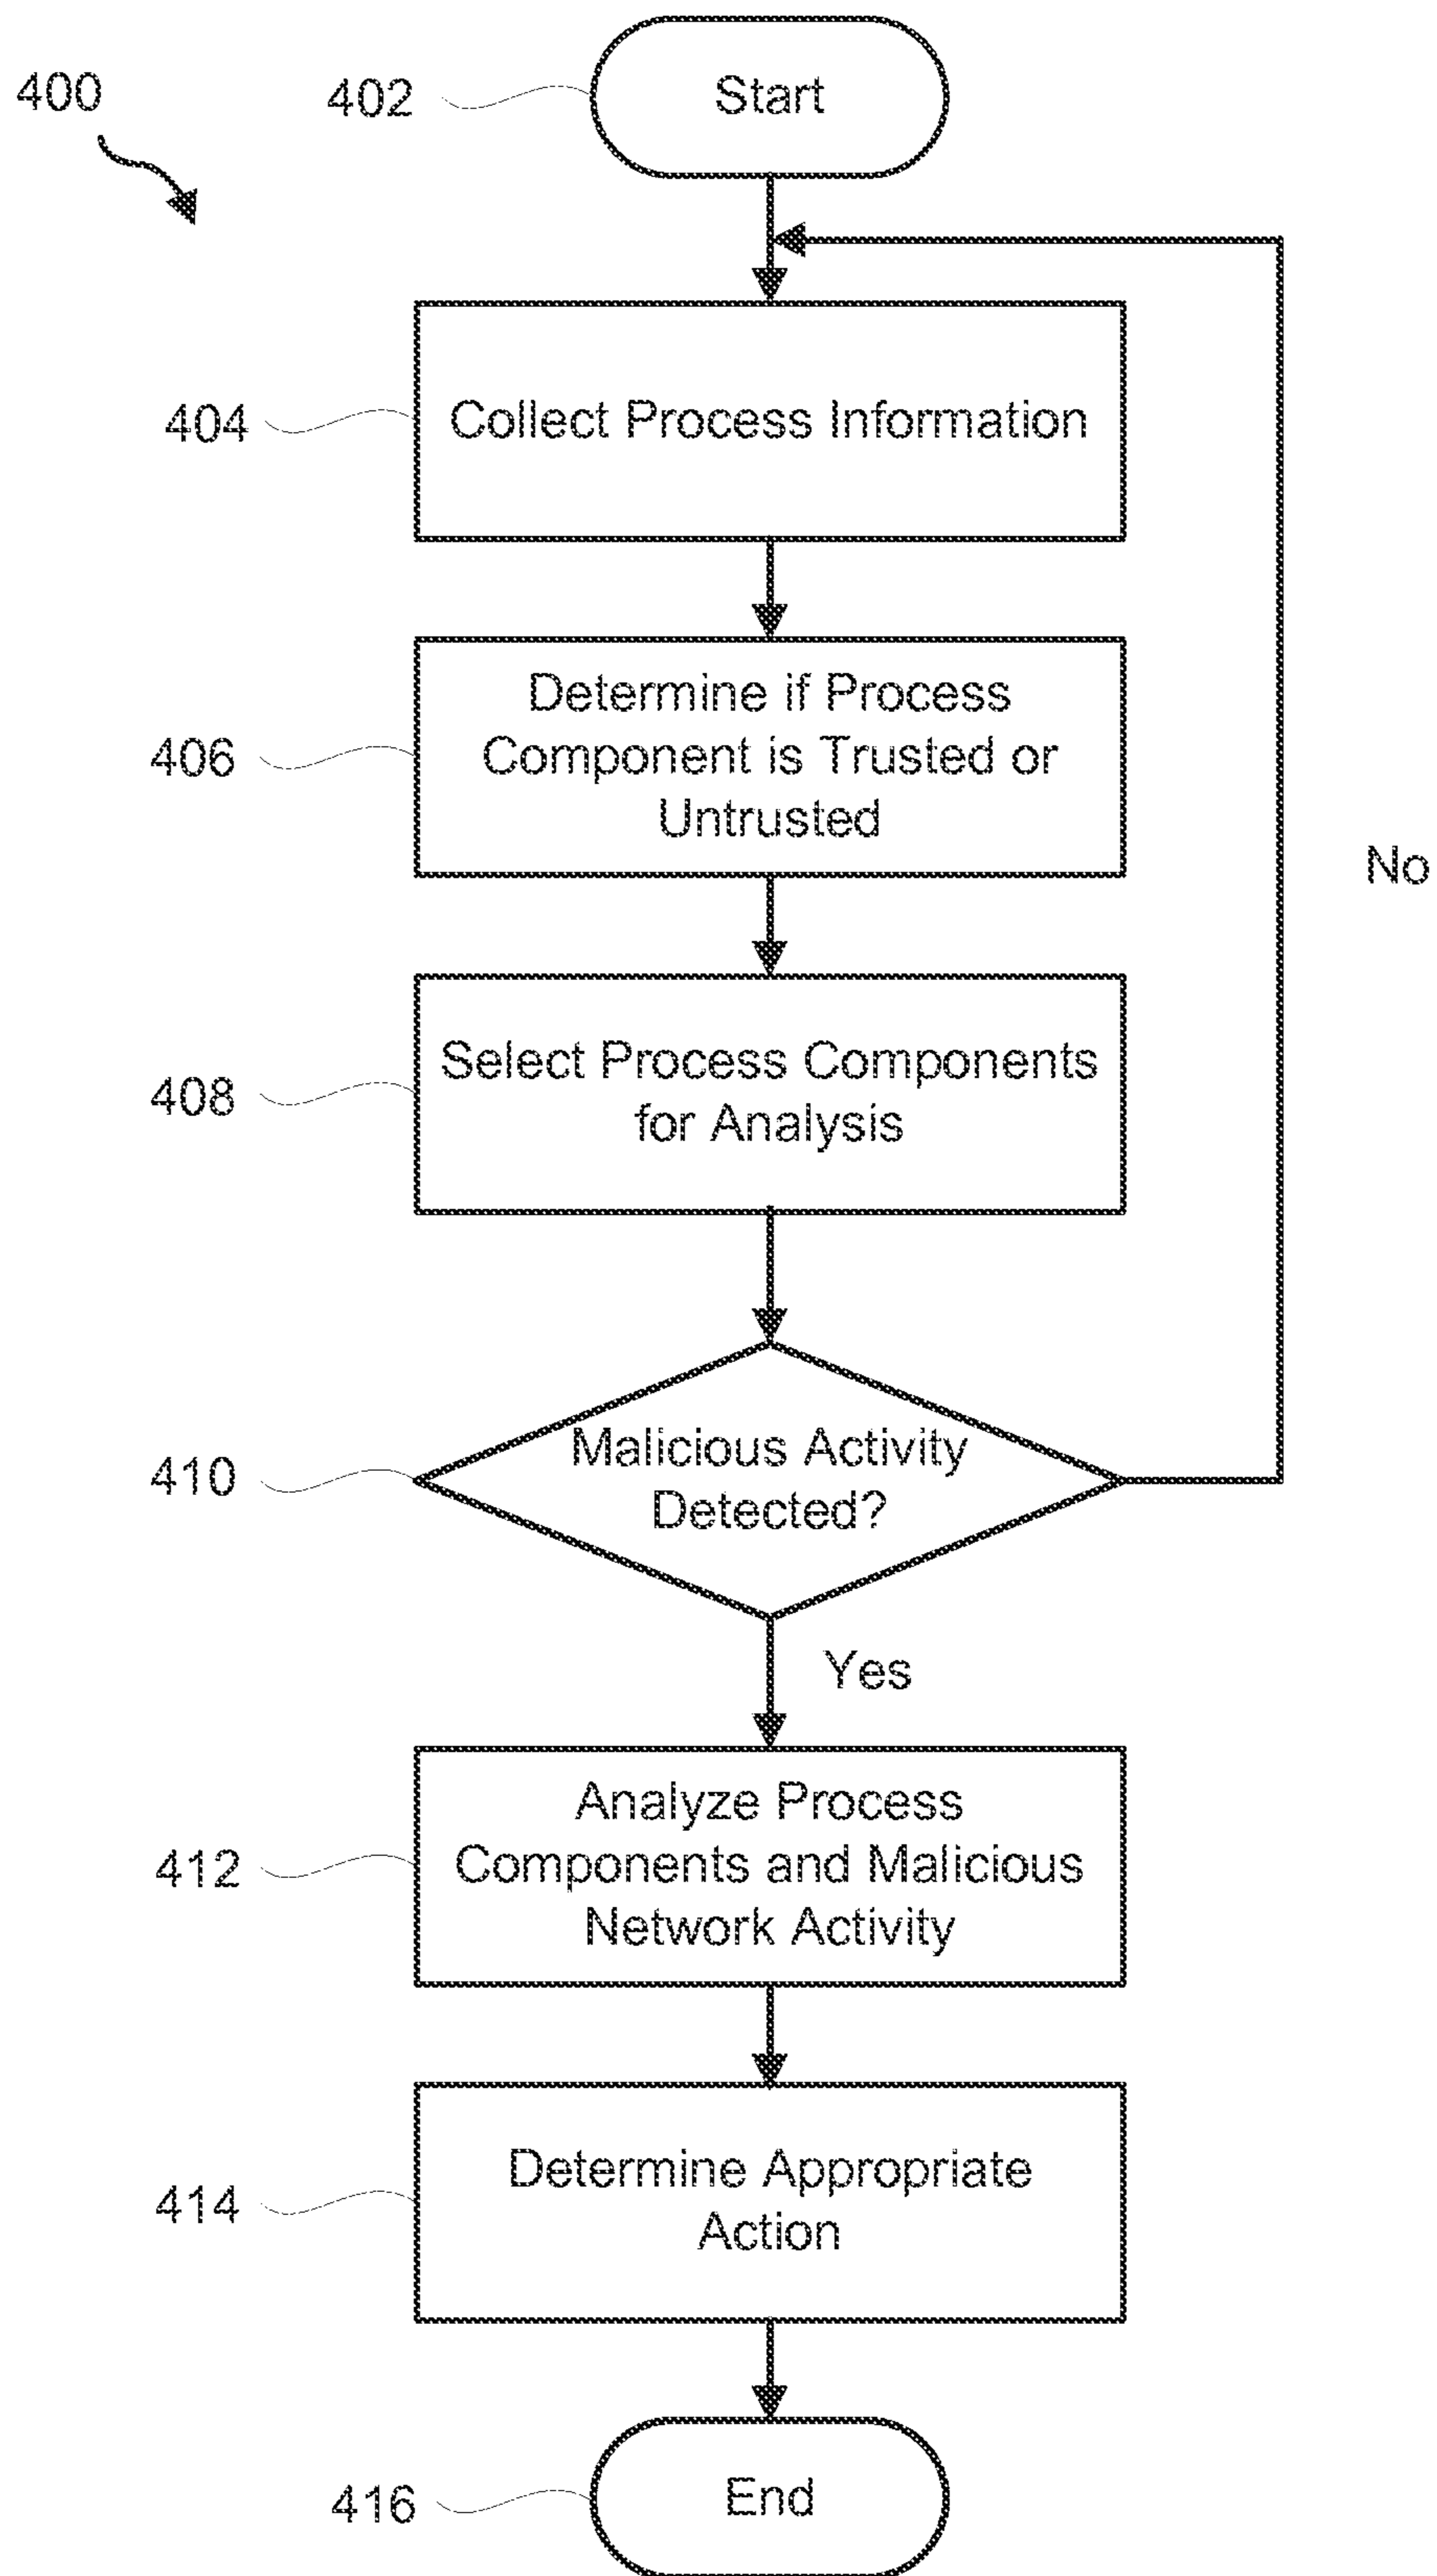 400
402
Start
404
Collect Process Information
406
Determine if Process
Component is Trusted or
Untrusted
No
408
Select Process Components
for Analysis
410
Malicious Activity
Detected?
Yes
412
Analyze Process
Components and Malicious
Network Activity
414
Determine Appropriate
Action
416
End